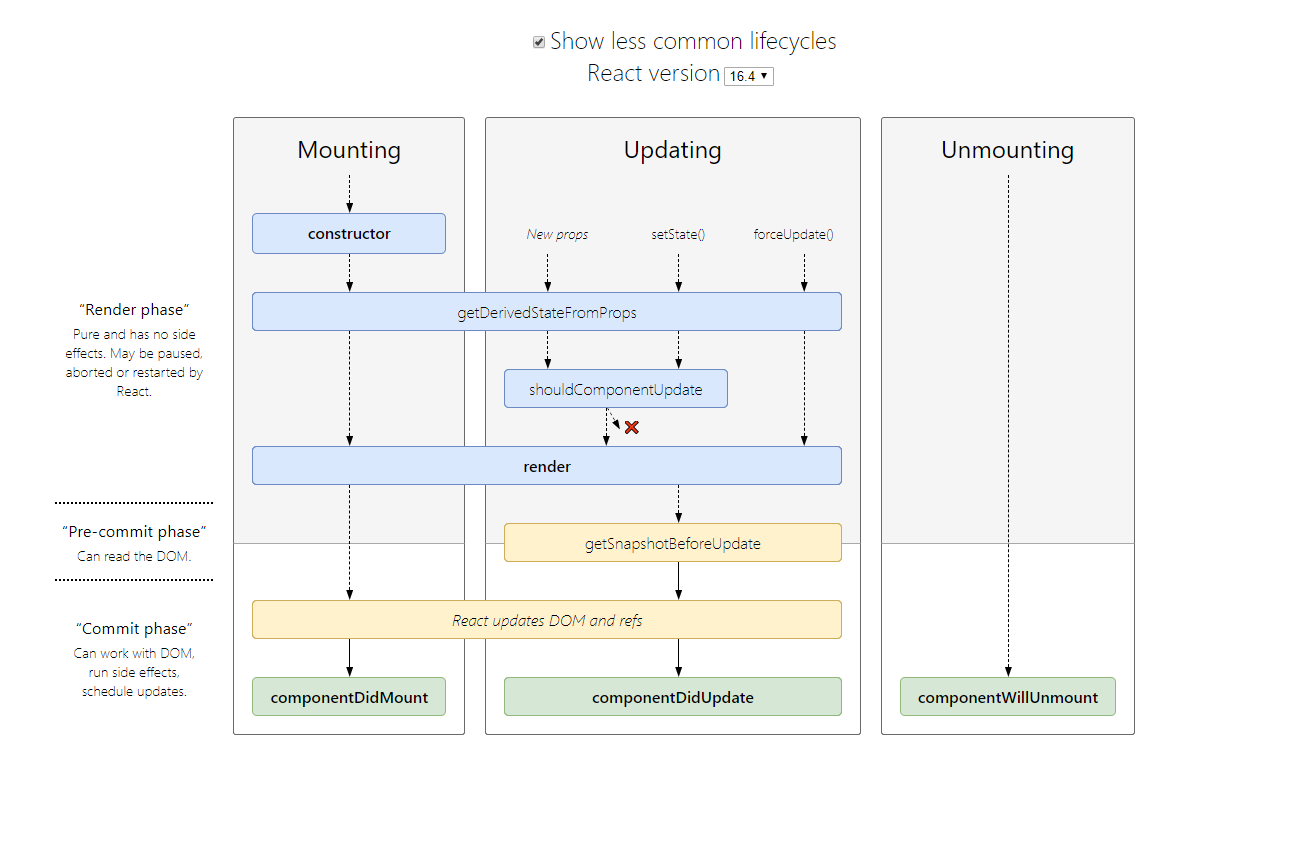 Show less common lifecycles
React version 16.4
Mounting
Updating
Unmounting
constructor
New props
setState()
forceUpdate()
“Render phase”
Pure and has no side
effects. May be paused,
aborted or restarted by
React.
getDerivedStateFromProps
shouldComponentUpdate
render
“Pre-commit phase”
Can read the DOM.
getSnapshotBeforeUpdate
“Commit phase”
Can work with DOM,
run side effects,
schedule updates.
React updates DOM and refs
componentDidMount
componentDidUpdate
componentWillUnmount